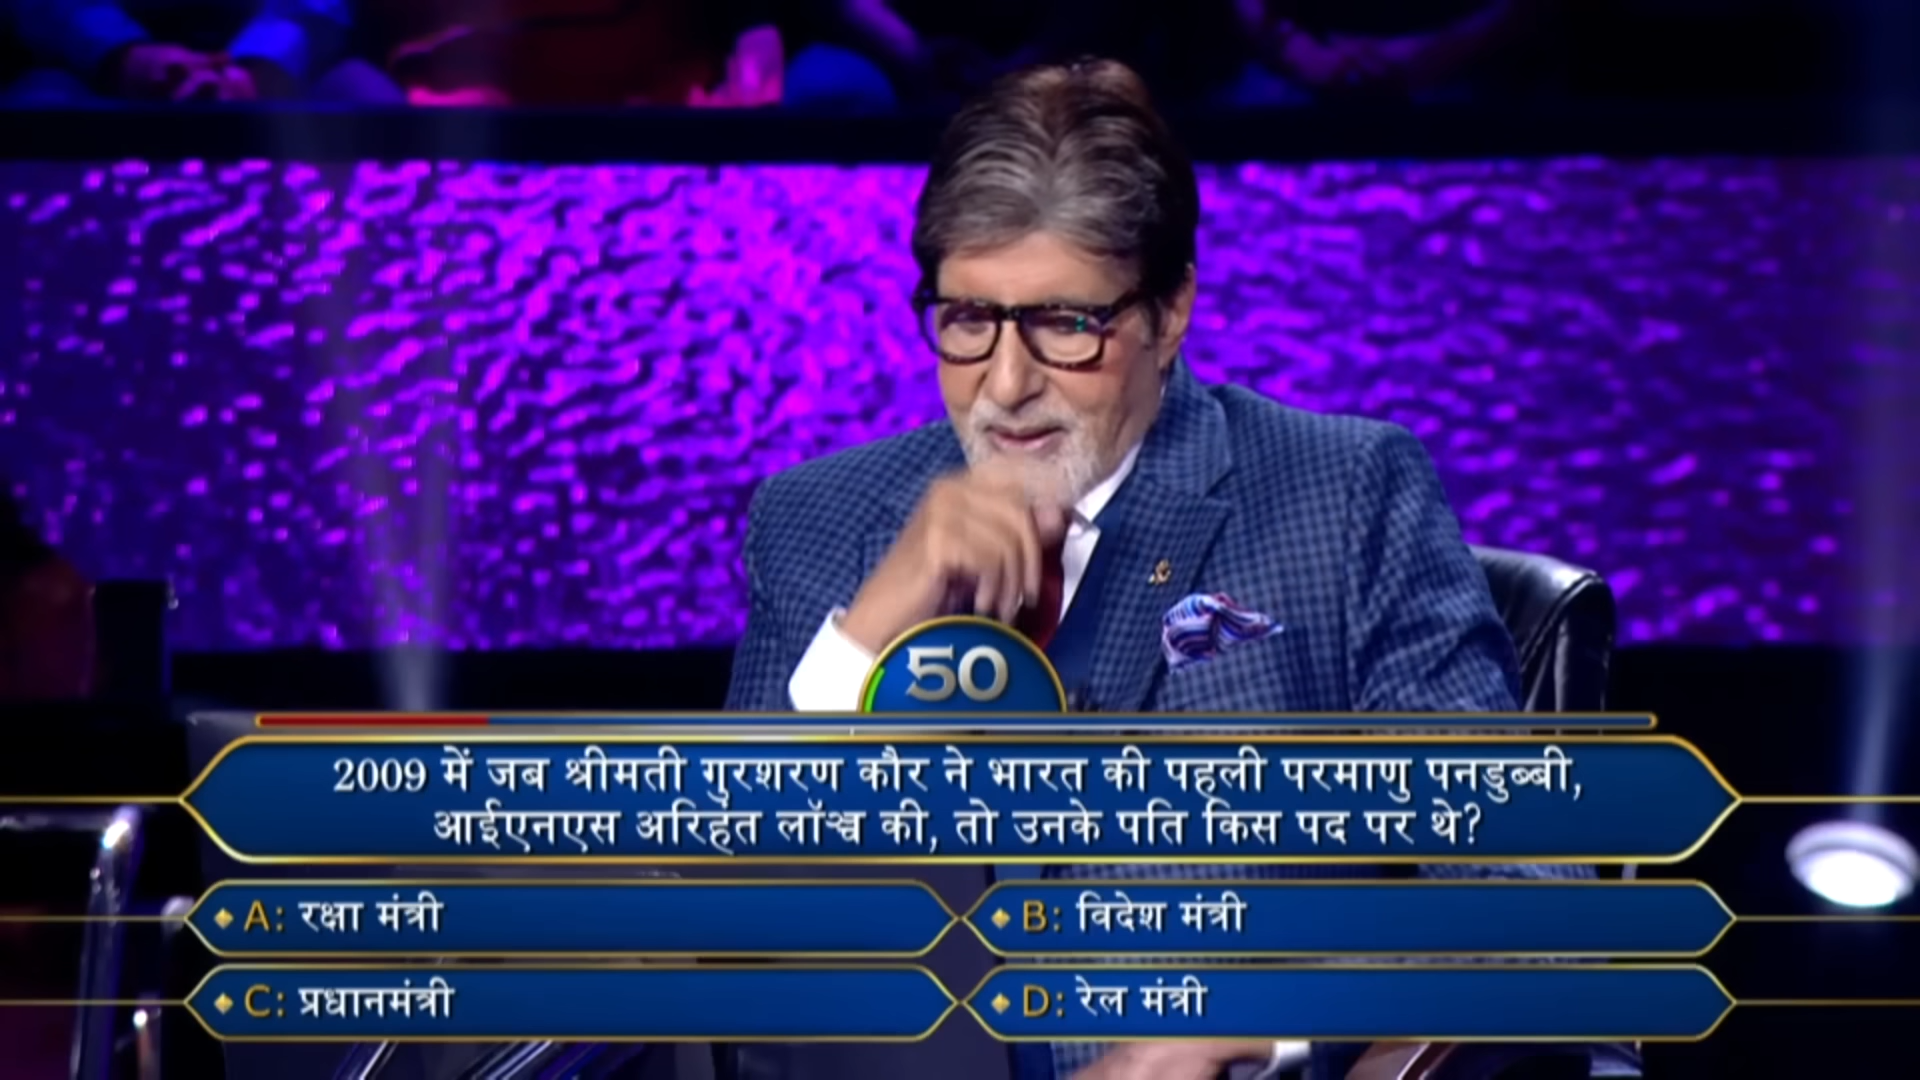 50
2009 में जब श्रीमती गुरशरण कौर ने भारत की पहली परमाणु पनडुब्बी,
आईएनएस अरिहंत लॉन्च की, तो उनके पति किस पद पर थे?
A: रक्षा मंत्री
B: विदेश मंत्री
C: प्रधानमंत्री
D: रेल मंत्री